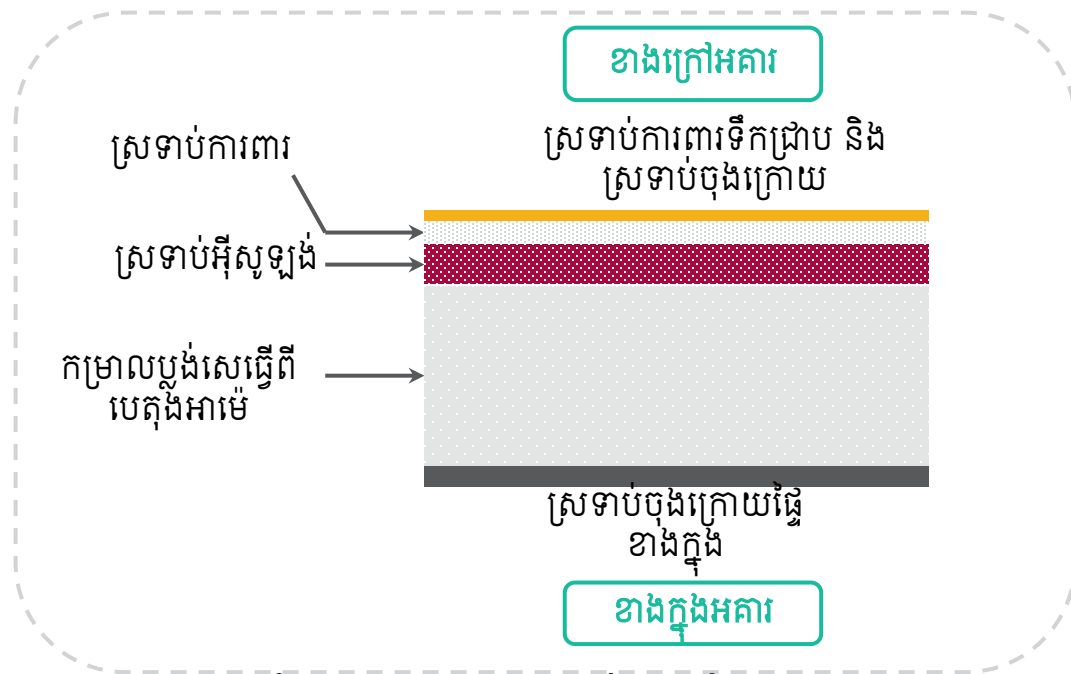 ខាងក្រៅអគារ
ស្រទាប់ការពារ
ស្រទាប់ការពារទឹកជ្រាប និង
ស្រទាប់ចុងក្រោយ
ស្រទាប់អ៊ីសូឡង់
កម្រាលប្លង់សេធ្វើពី
បេតុងអាម៉េ
ស្រទាប់ចុងក្រោយផ្ទៃ
ខាងក្នុង
ខាងក្នុងអគារ